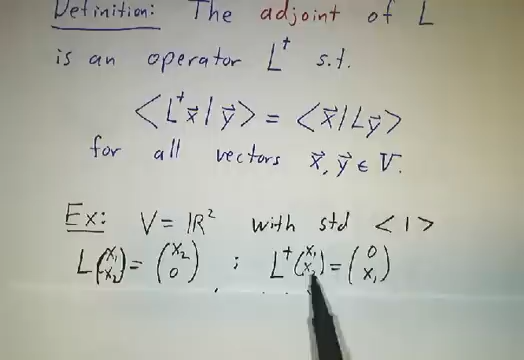 Definition: The adjoint of L
is an operator L† s.t.
<L†x⃗|y⃗> = <x⃗|Ly⃗>
for all vectors x⃗, y⃗ ∈ V.
Ex: V = ℝ² with std <|>
L(x₁ x₂) = (x₂ 0) ; L†(x₁ x₂) = (0 x₁)